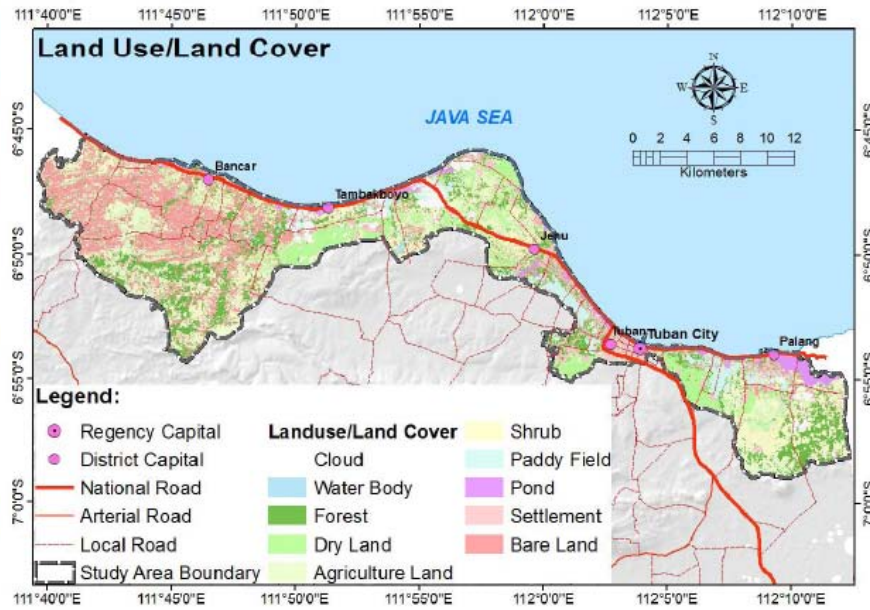 111°40'0"E 111°45'0"E 111°50'0"E 111°55'0"E 112°0'0"E 112°5'0"E 112°10'0"E
Land Use/Land Cover
N
W E
S
JAVA SEA
6°45'0"S 6°45'0"S
0 2 4 6 8 10 12
Kilometers
Bancar
Tambakboyo
Jenu
6°50'0"S 6°50'0"S
Tuban
Tuban City
Palang
6°55'0"S 6°55'0"S
Legend:
Regency Capital
District Capital
National Road
Arterial Road
Local Road
Study Area Boundary
Landuse/Land Cover
Cloud
Water Body
Forest
Dry Land
Agriculture Land
Shrub
Paddy Field
Pond
Settlement
Bare Land
7°0'0"S 7°0'0"S
111°40'0"E 111°45'0"E 111°50'0"E 111°55'0"E 112°0'0"E 112°5'0"E 112°10'0"E